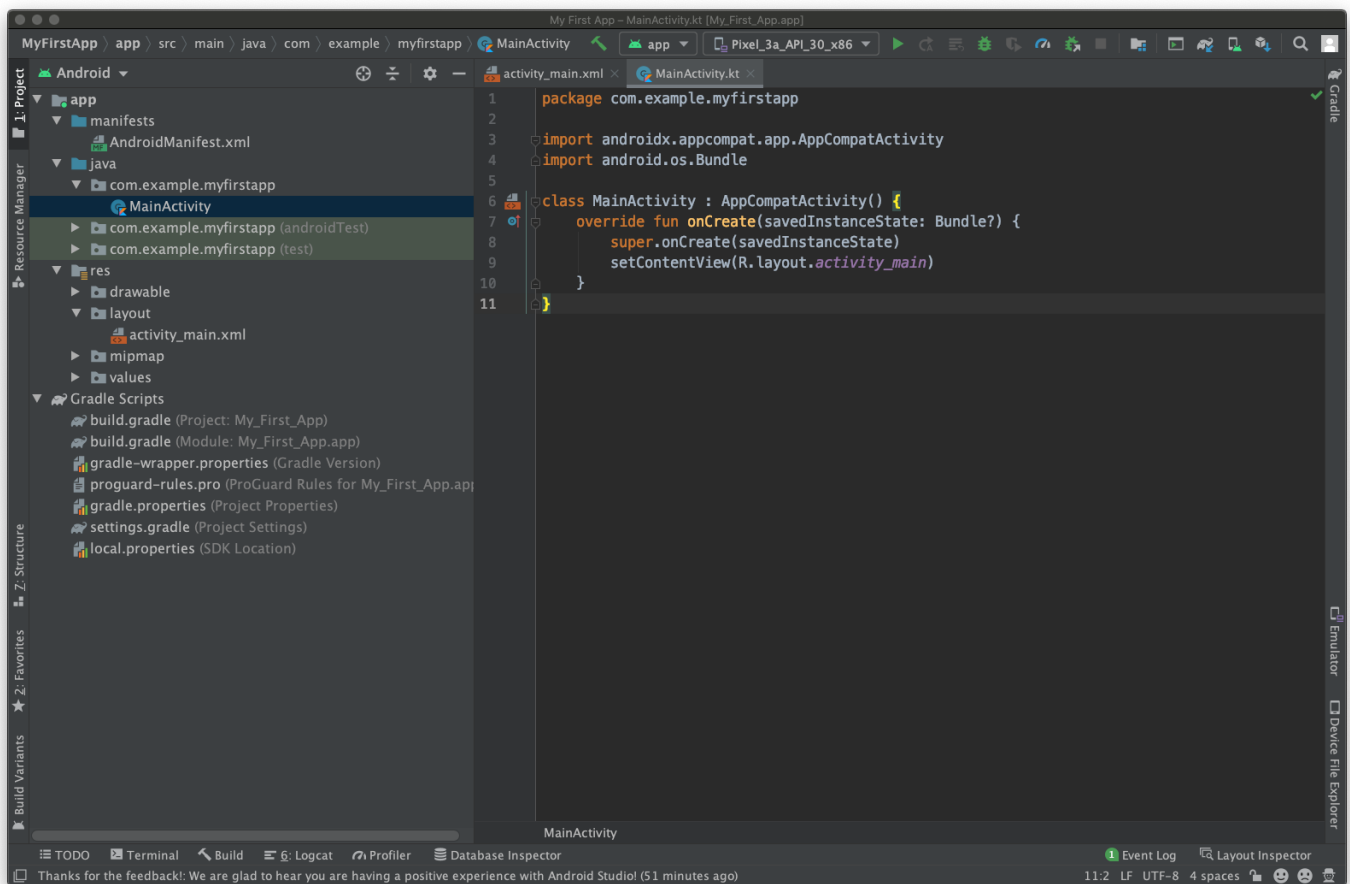 My First App – MainActivity.kt [My_First_App.app]
MyFirstApp app src main java com example myfirstapp MainActivity app Pixel_3a_API_30_x86
1: Project
Resource Manager
Z: Structure
2: Favorites
Build Variants
Android
app
manifests
AndroidManifest.xml
java
com.example.myfirstapp
MainActivity
com.example.myfirstapp (androidTest)
com.example.myfirstapp (test)
res
drawable
layout
activity_main.xml
mipmap
values
Gradle Scripts
build.gradle (Project: My_First_App)
build.gradle (Module: My_First_App.app)
gradle-wrapper.properties (Gradle Version)
proguard-rules.pro (ProGuard Rules for My_First_App.app
gradle.properties (Project Properties)
settings.gradle (Project Settings)
local.properties (SDK Location)
activity_main.xml MainActivity.kt
1 package com.example.myfirstapp
2
3 import androidx.appcompat.app.AppCompatActivity
4 import android.os.Bundle
5
6 class MainActivity : AppCompatActivity() {
7 override fun onCreate(savedInstanceState: Bundle?) {
8 super.onCreate(savedInstanceState)
9 setContentView(R.layout.activity_main)
10 }
11 }
MainActivity
Gradle
Emulator
Device File Explorer
TODO Terminal Build 6: Logcat Profiler Database Inspector 1 Event Log Layout Inspector
Thanks for the feedback!: We are glad to hear you are having a positive experience with Android Studio! (51 minutes ago) 11:2 LF UTF-8 4 spaces